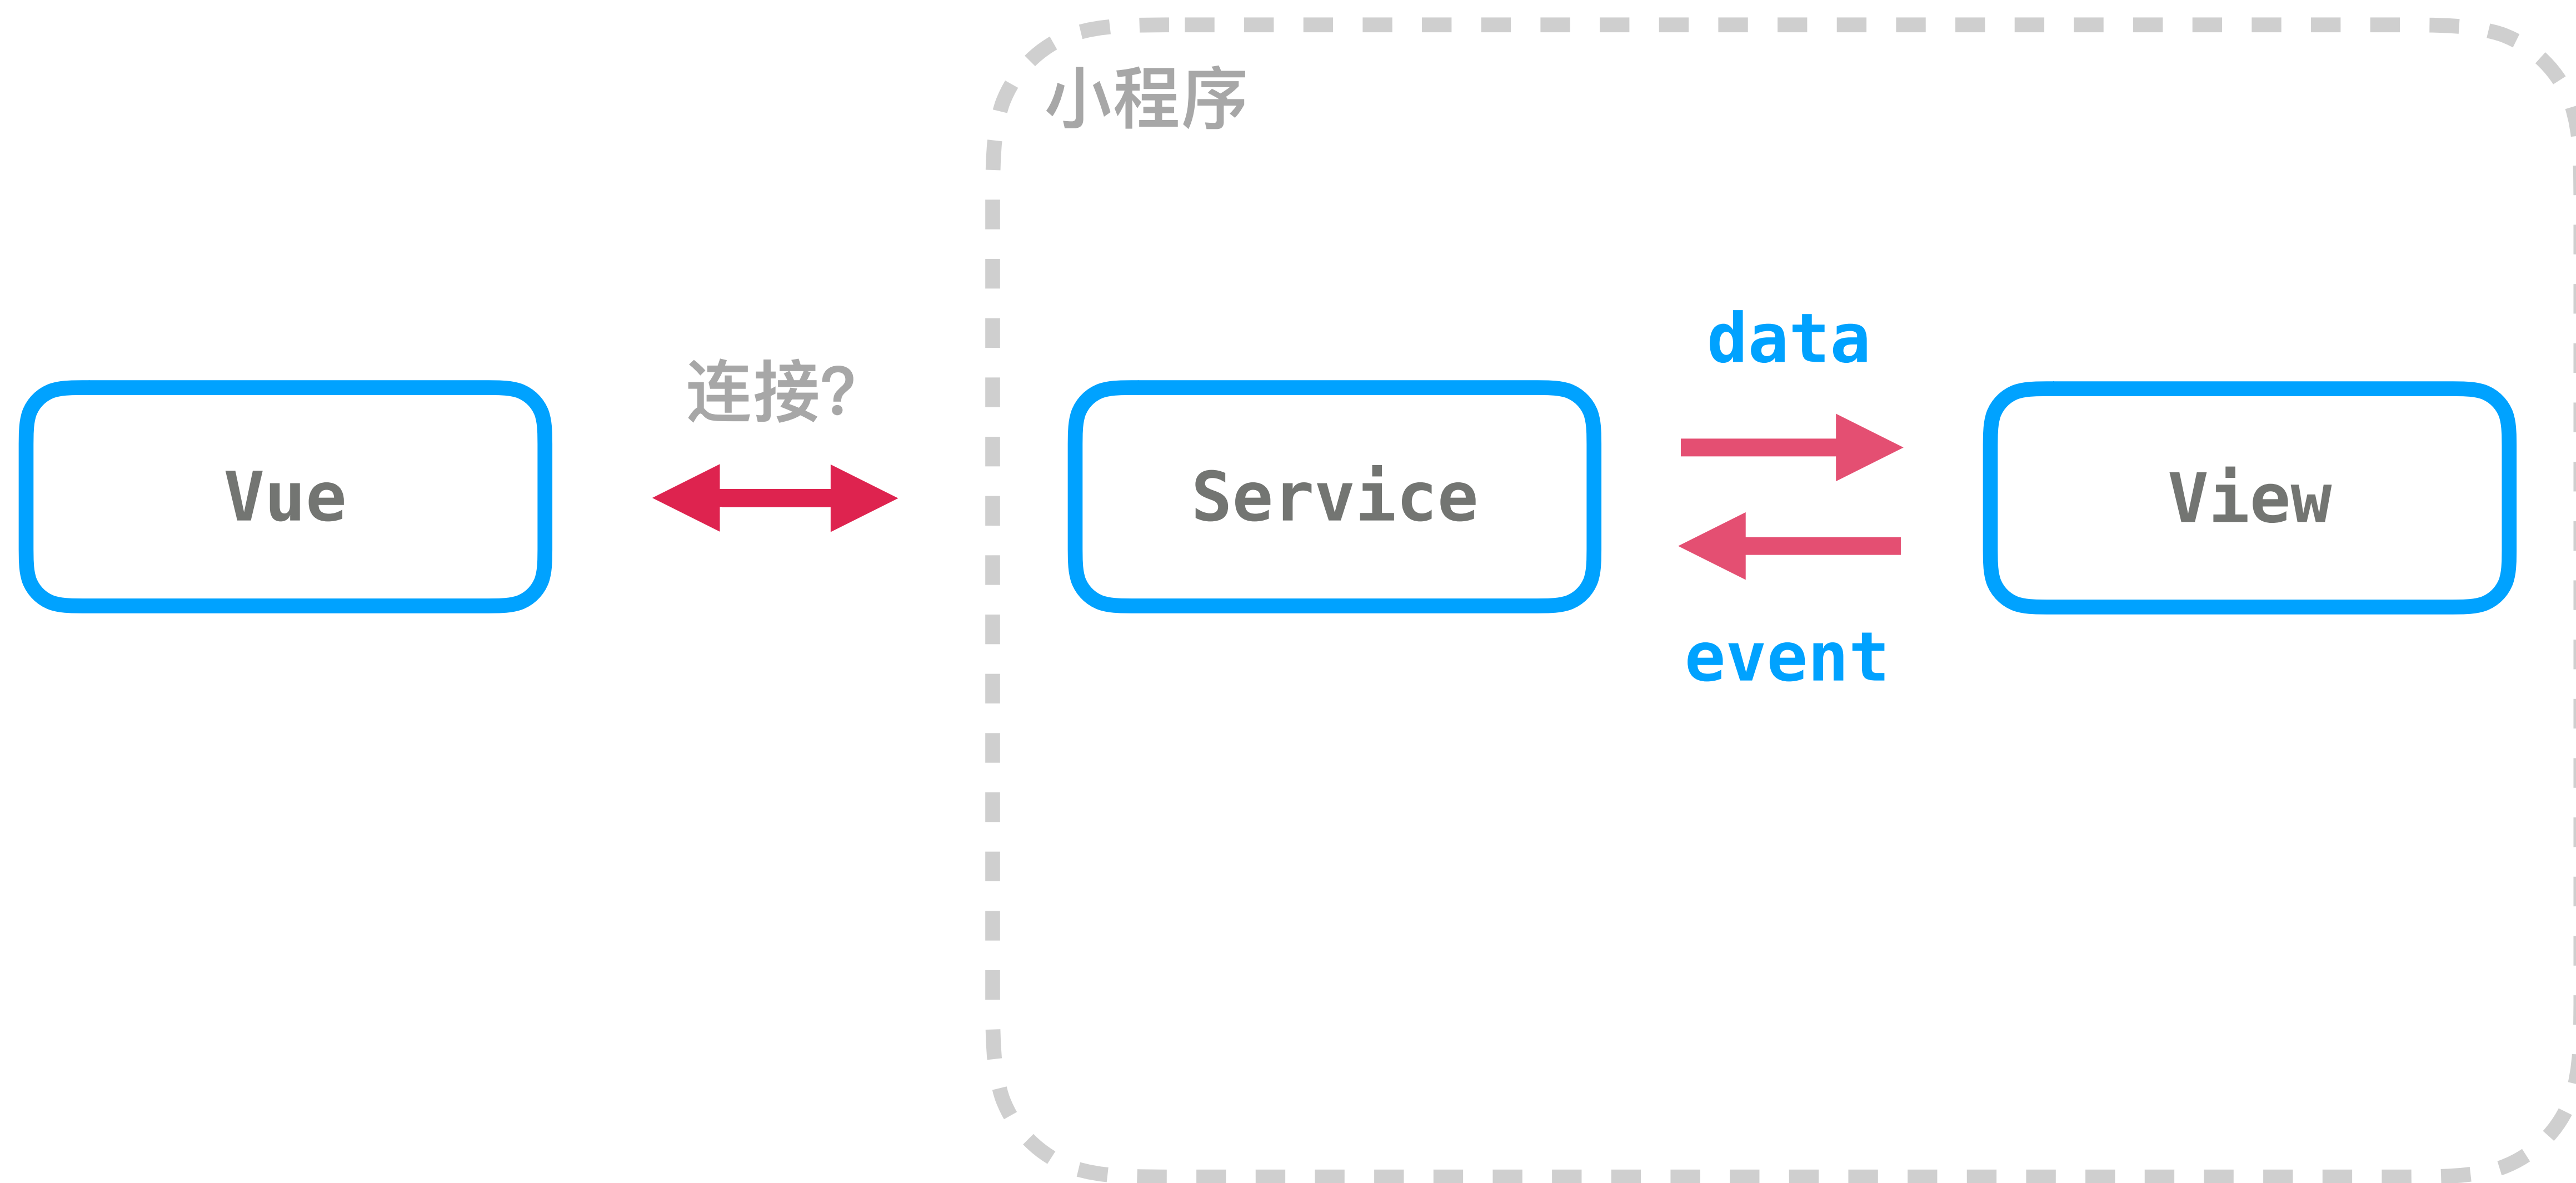 小程序
连接?
Vue
Service
data
event
View